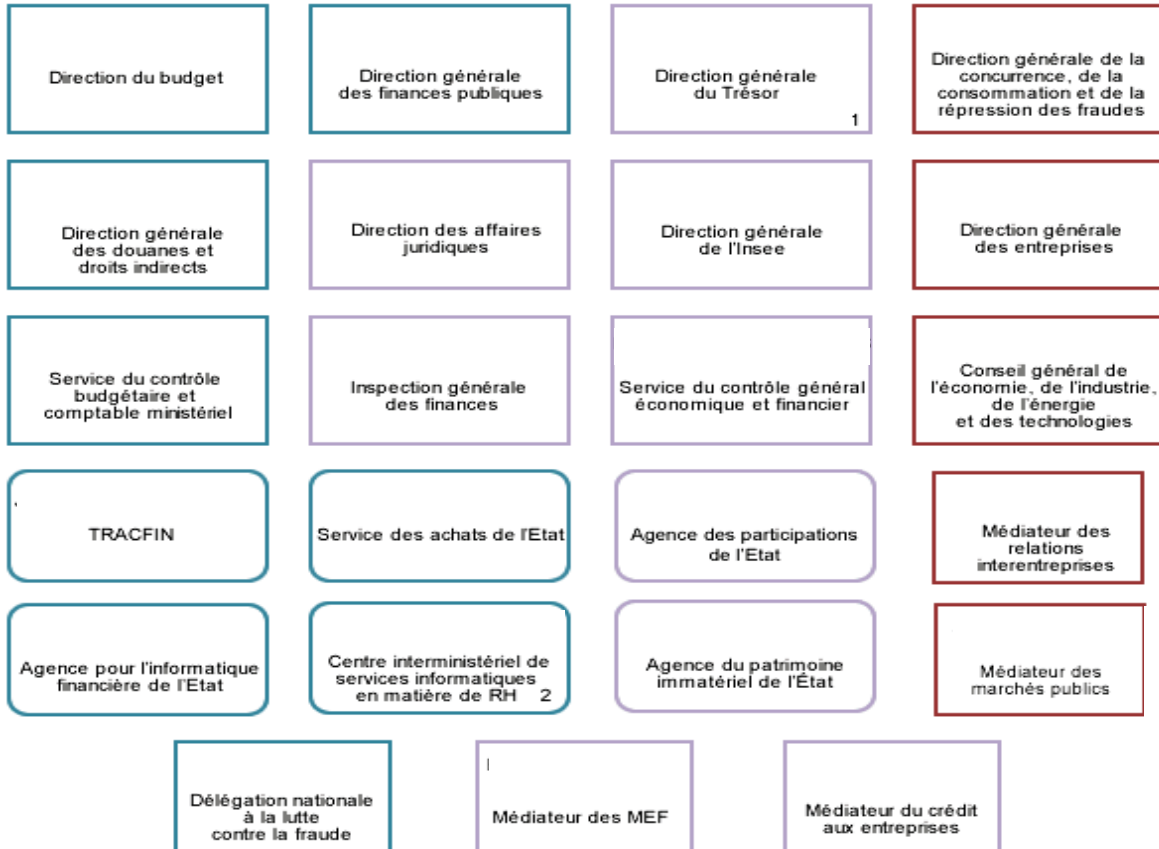 Direction du budget
Direction générale
des finances publiques
Direction générale
du Trésor
1
Direction générale de la
concurrence, de la
consommation et de la
répression des fraudes
Direction générale
des douanes et
droits indirects
Direction des affaires
juridiques
Direction générale
de l'Insee
Direction générale
des entreprises
Service du contrôle
budgétaire et
comptable ministériel
Inspection générale
des finances
Service du contrôle général
économique et financier
Conseil général de
l'économie, de l'industrie,
de l'énergie
et des technologies
TRACFIN
Service des achats de l'Etat
Agence des participations
de l'Etat
Médiateur des
relations
interentreprises
Agence pour l'informatique
financière de l'Etat
Centre interministériel de
services informatiques
en matière de RH 2
Agence du patrimoine
immatériel de l'État
Médiateur des
marchés publics
Délégation nationale
à la lutte
contre la fraude
Médiateur des MEF
Médiateur du crédit
aux entreprises